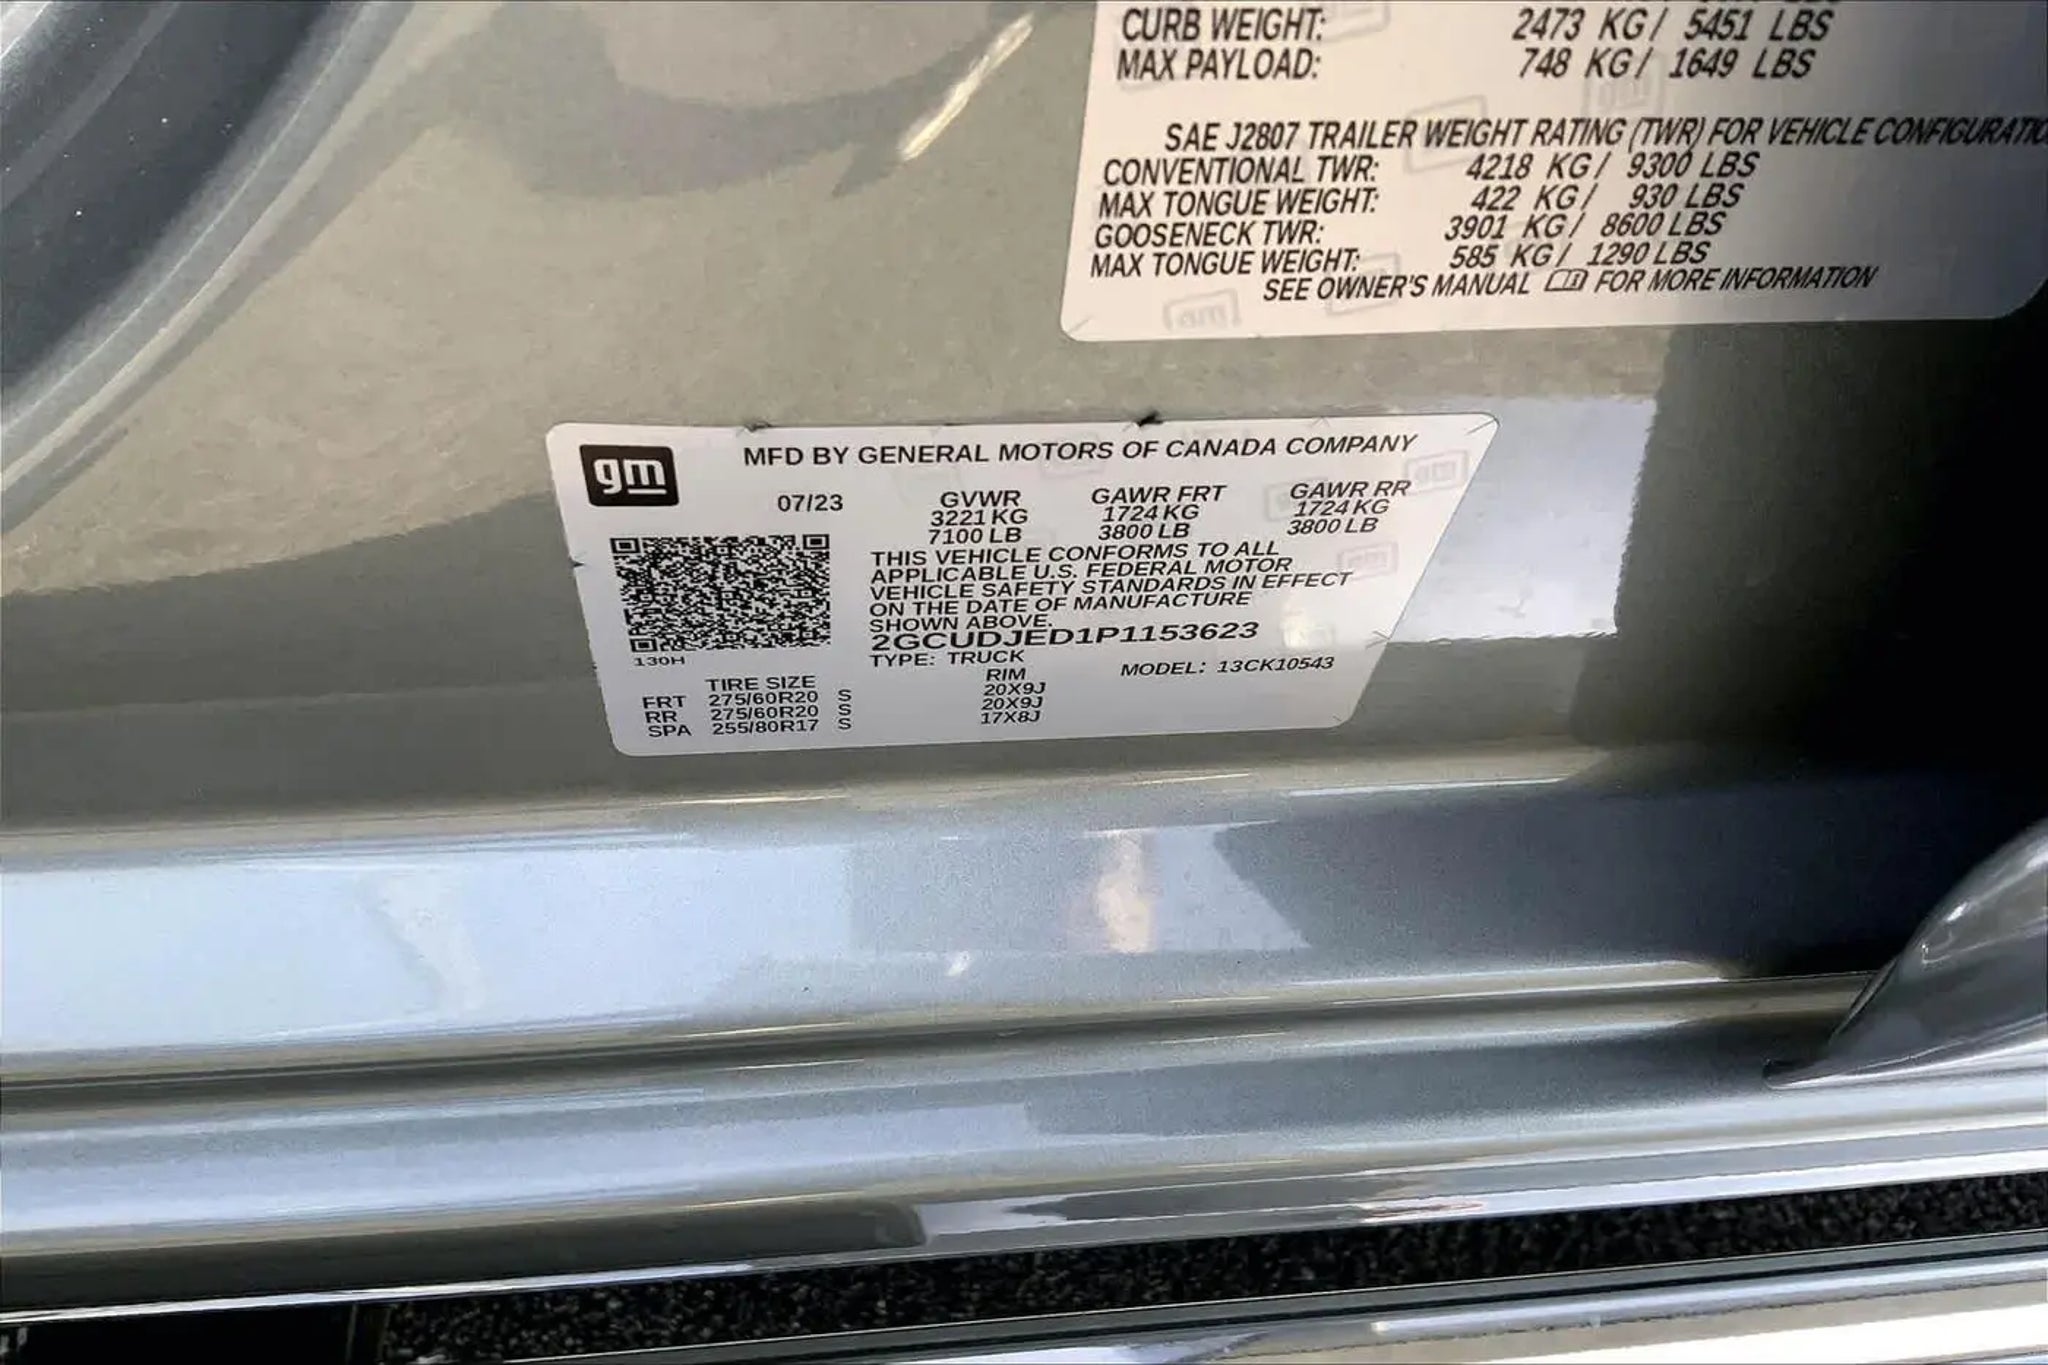 CURB WEIGHT: 2473 KG / 5451 LBS
MAX PAYLOAD: 748 KG / 1649 LBS
SAE J2807 TRAILER WEIGHT RATING (TWR) FOR VEHICLE
CONVENTIONAL TWR: 4218 KG / 9300 LBS
MAX TONGUE WEIGHT: 422 KG / 930 LBS
GOOSENECK TWR: 3901 KG / 8600 LBS
MAX TONGUE WEIGHT: 585 KG / 1290 LBS
SEE OWNER'S MANUAL FOR MORE INFORMATION
gm
MFD BY GENERAL MOTORS OF CANADA COMPANY
07/23 GVWR GAWR FRT GAWR RR
3221 KG 1724 KG 1724 KG
7100 LB 3800 LB 3800 LB
THIS VEHICLE CONFORMS TO ALL
APPLICABLE U.S. FEDERAL MOTOR
VEHICLE SAFETY STANDARDS IN EFFECT
ON THE DATE OF MANUFACTURE
SHOWN ABOVE.
2GCUDJED1P1153623
130H
TYPE: TRUCK MODEL: 13CK10543
TIRE SIZE RIM
FRT 275/60R20 S 20X9J
RR 275/60R20 S 20X9J
SPA 255/80R17 S 17X8J